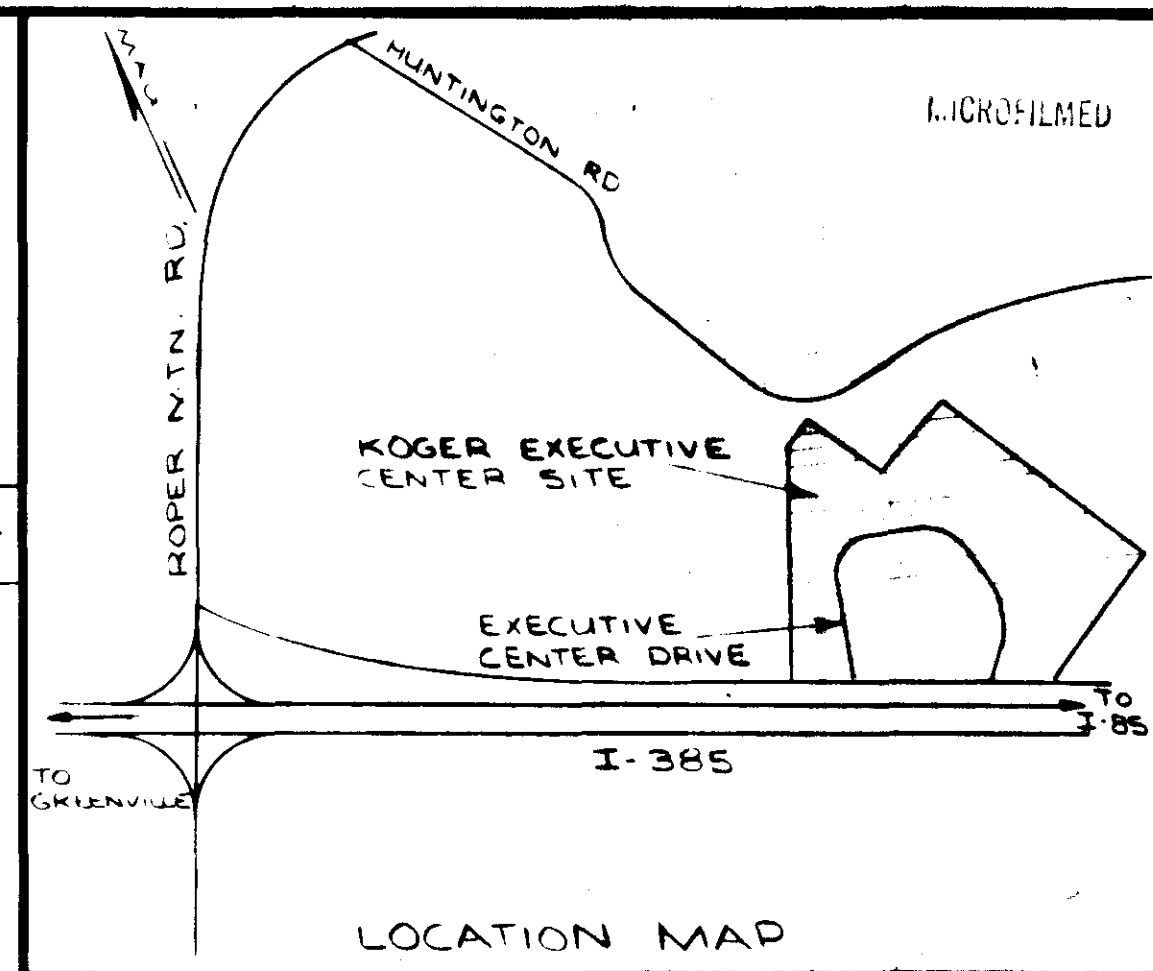 MICROFILMED
MAG
HUNTINGTON RD
ROPER MTN. RD.
KOGER EXECUTIVE
CENTER SITE
EXECUTIVE
CENTER DRIVE
TO
I-85
I-385
TO
GREENVILLE
LOCATION MAP